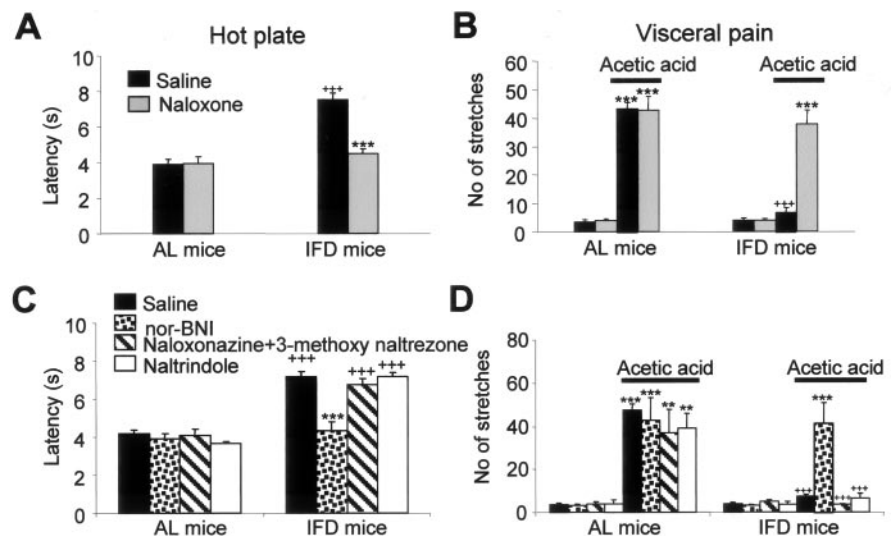 A
Hot plate
10
8
6
4
2
0
Latency (s)
Saline
Naloxone
+++
***
AL mice
IFD mice
B
Visceral pain
60
50
40
30
20
10
0
No of stretches
Acetic acid
Acetic acid
*** ***
+++
***
AL mice
IFD mice
C
10
8
6
4
2
0
Latency (s)
Saline
nor-BNI
Naloxonazine+3-methoxy naltrezone
Naltrindole
+++
***
+++
+++
AL mice
IFD mice
D
80
60
40
20
0
No of stretches
Acetic acid
Acetic acid
*** *** ** **
+++
***
+++
+++
AL mice
IFD mice